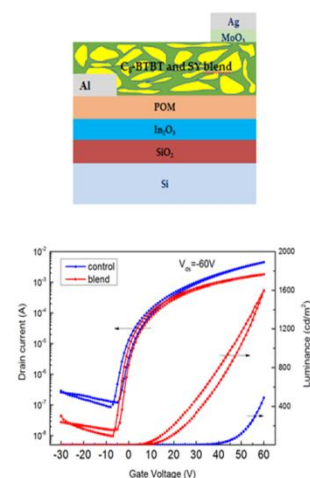 Ag
MoO₃
C₈-BTBT and SY blend
Al
POM
In₂O₃
SiO₂
Si
control
blend
V_ds=-60V
Drain current (A)
10⁻²
10⁻³
10⁻⁴
10⁻⁵
10⁻⁶
10⁻⁷
10⁻⁸
2000
1600
1200
800
400
Luminance (cd/m²)
-30 -20 -10 0 10 20 30 40 50 60
Gate Voltage (V)